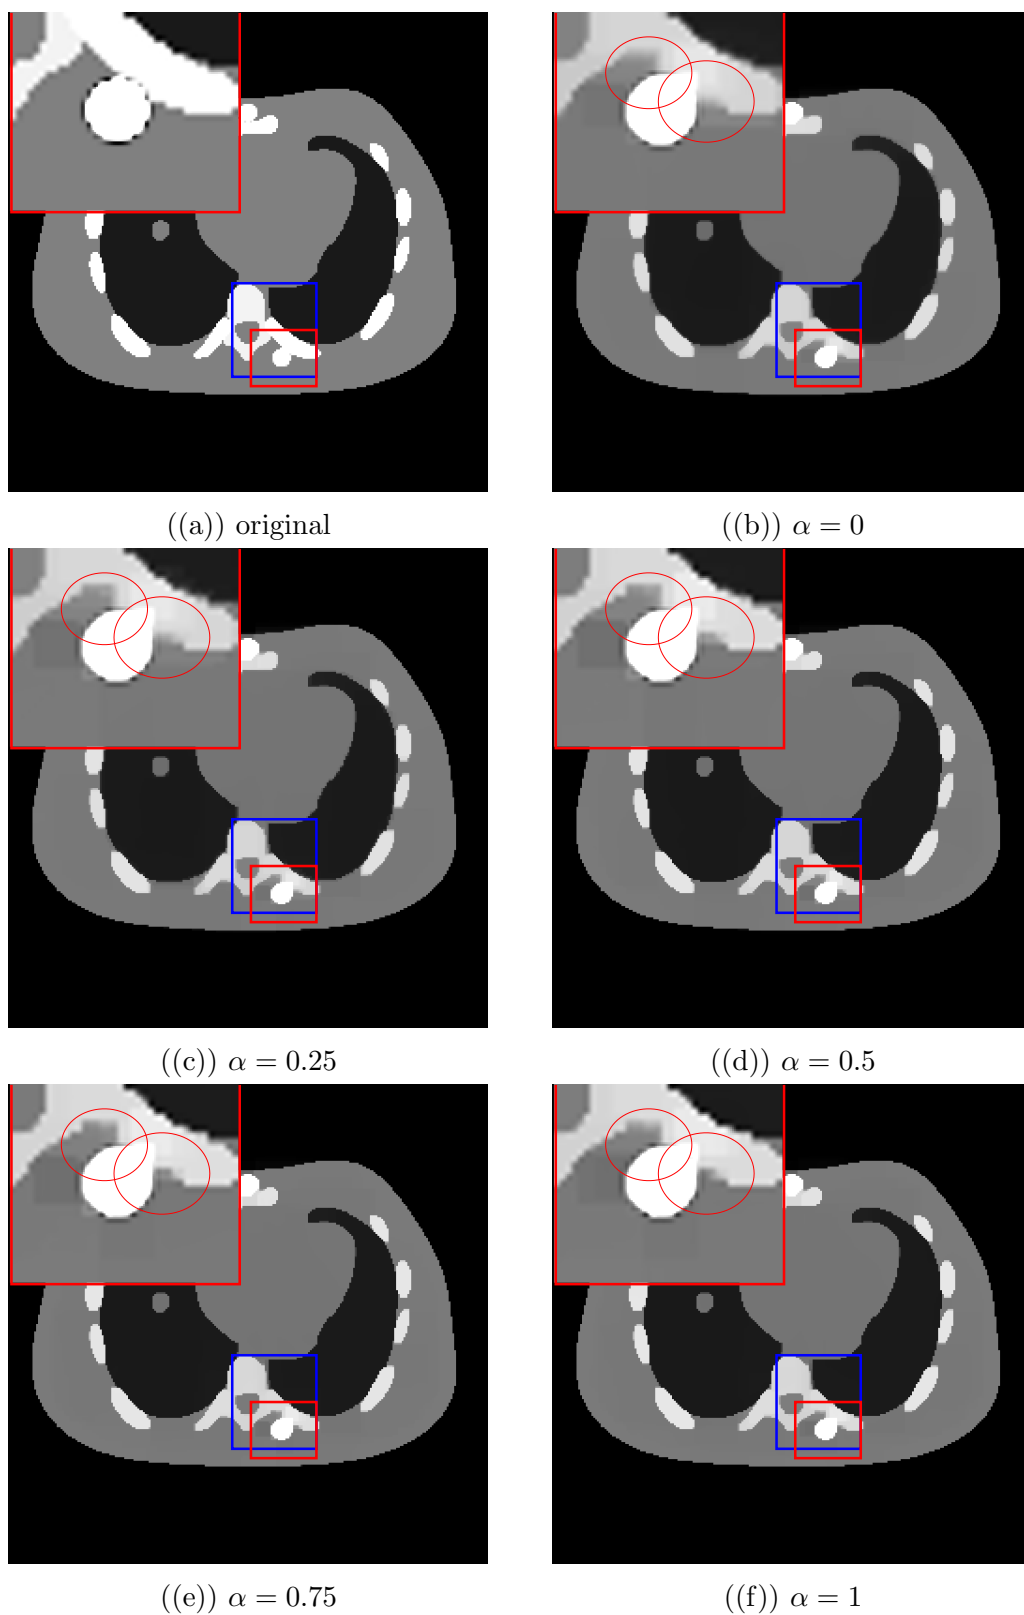 ((a)) original
((b)) α = 0
((c)) α = 0.25
((d)) α = 0.5
((e)) α = 0.75
((f)) α = 1